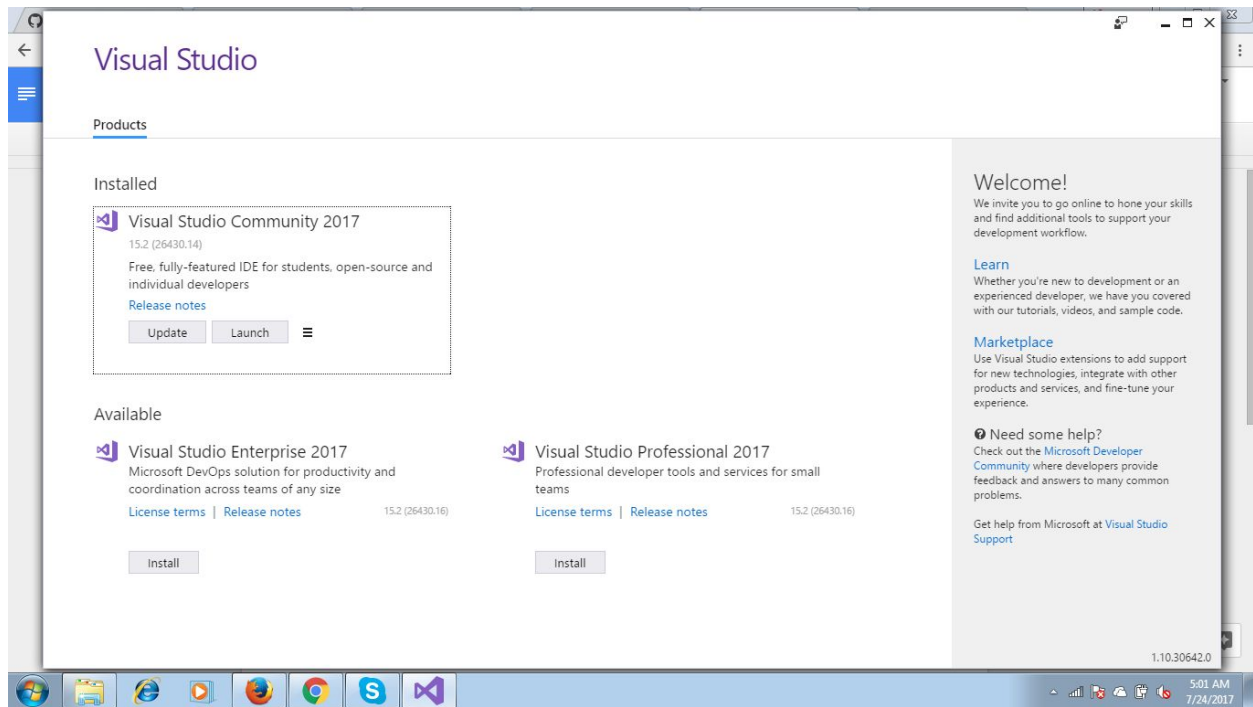 Visual Studio
Products
Installed
Visual Studio Community 2017
15.2 (26430.14)
Free, fully-featured IDE for students, open-source and
individual developers
Release notes
Update Launch
Available
Visual Studio Enterprise 2017
Microsoft DevOps solution for productivity and
coordination across teams of any size
License terms | Release notes 15.2 (26430.16)
Install
Visual Studio Professional 2017
Professional developer tools and services for small
teams
License terms | Release notes 15.2 (26430.16)
Install
Welcome!
We invite you to go online to hone your skills
and find additional tools to support your
development workflow.
Learn
Whether you're new to development or an
experienced developer, we have you covered
with our tutorials, videos, and sample code.
Marketplace
Use Visual Studio extensions to add support
for new technologies, integrate with other
products and services, and fine-tune your
experience.
Need some help?
Check out the Microsoft Developer
Community where developers provide
feedback and answers to many common
problems.
Get help from Microsoft at Visual Studio
Support
1.10.30642.0
5:01 AM
7/24/2017